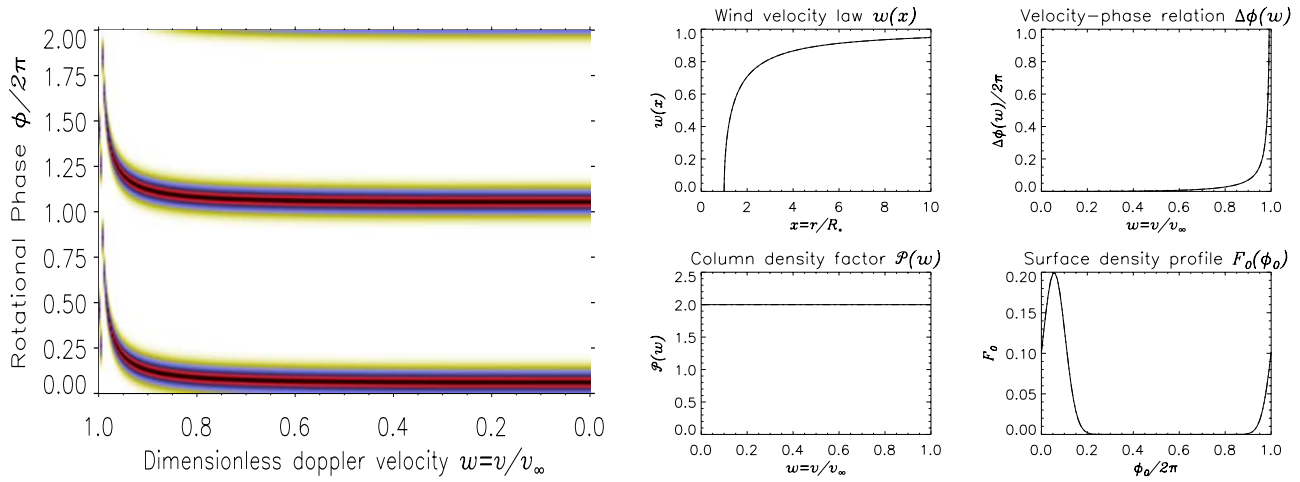 2.00
1.75
1.50
1.25
1.00
0.75
0.50
0.25
0.00
Rotational Phase ϕ/2π
1.0 0.8 0.6 0.4 0.2 0.0
Dimensionless doppler velocity w=v/v∞
Wind velocity law w(x)
1.0
0.8
0.6
0.4
0.2
0.0
w(x)
0 2 4 6 8 10
x=r/R*
Velocity-phase relation Δϕ(w)
1.0
0.8
0.6
0.4
0.2
0.0
Δϕ(w)/2π
0.0 0.2 0.4 0.6 0.8 1.0
w=v/v∞
Column density factor 𝒫(w)
2.5
2.0
1.5
1.0
0.5
0.0
𝒫(w)
0.0 0.2 0.4 0.6 0.8 1.0
w=v/v∞
Surface density profile F₀(ϕ₀)
0.20
0.15
0.10
0.05
0.00
F₀
0.0 0.2 0.4 0.6 0.8 1.0
ϕ₀/2π